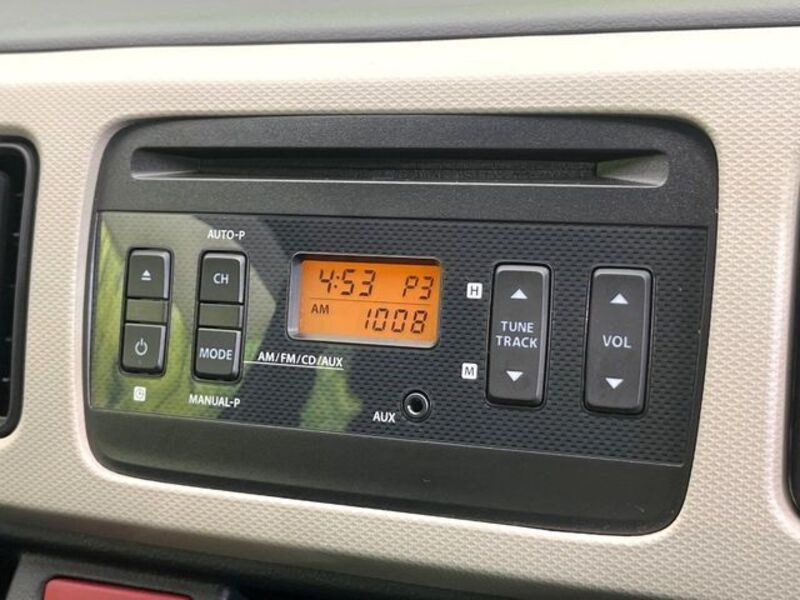 AUTO-P
CH
MODE
AM/FM/CD/AUX
MANUAL-P
4:53 P3
AM 1008
AUX
H
M
TUNE
TRACK
VOL